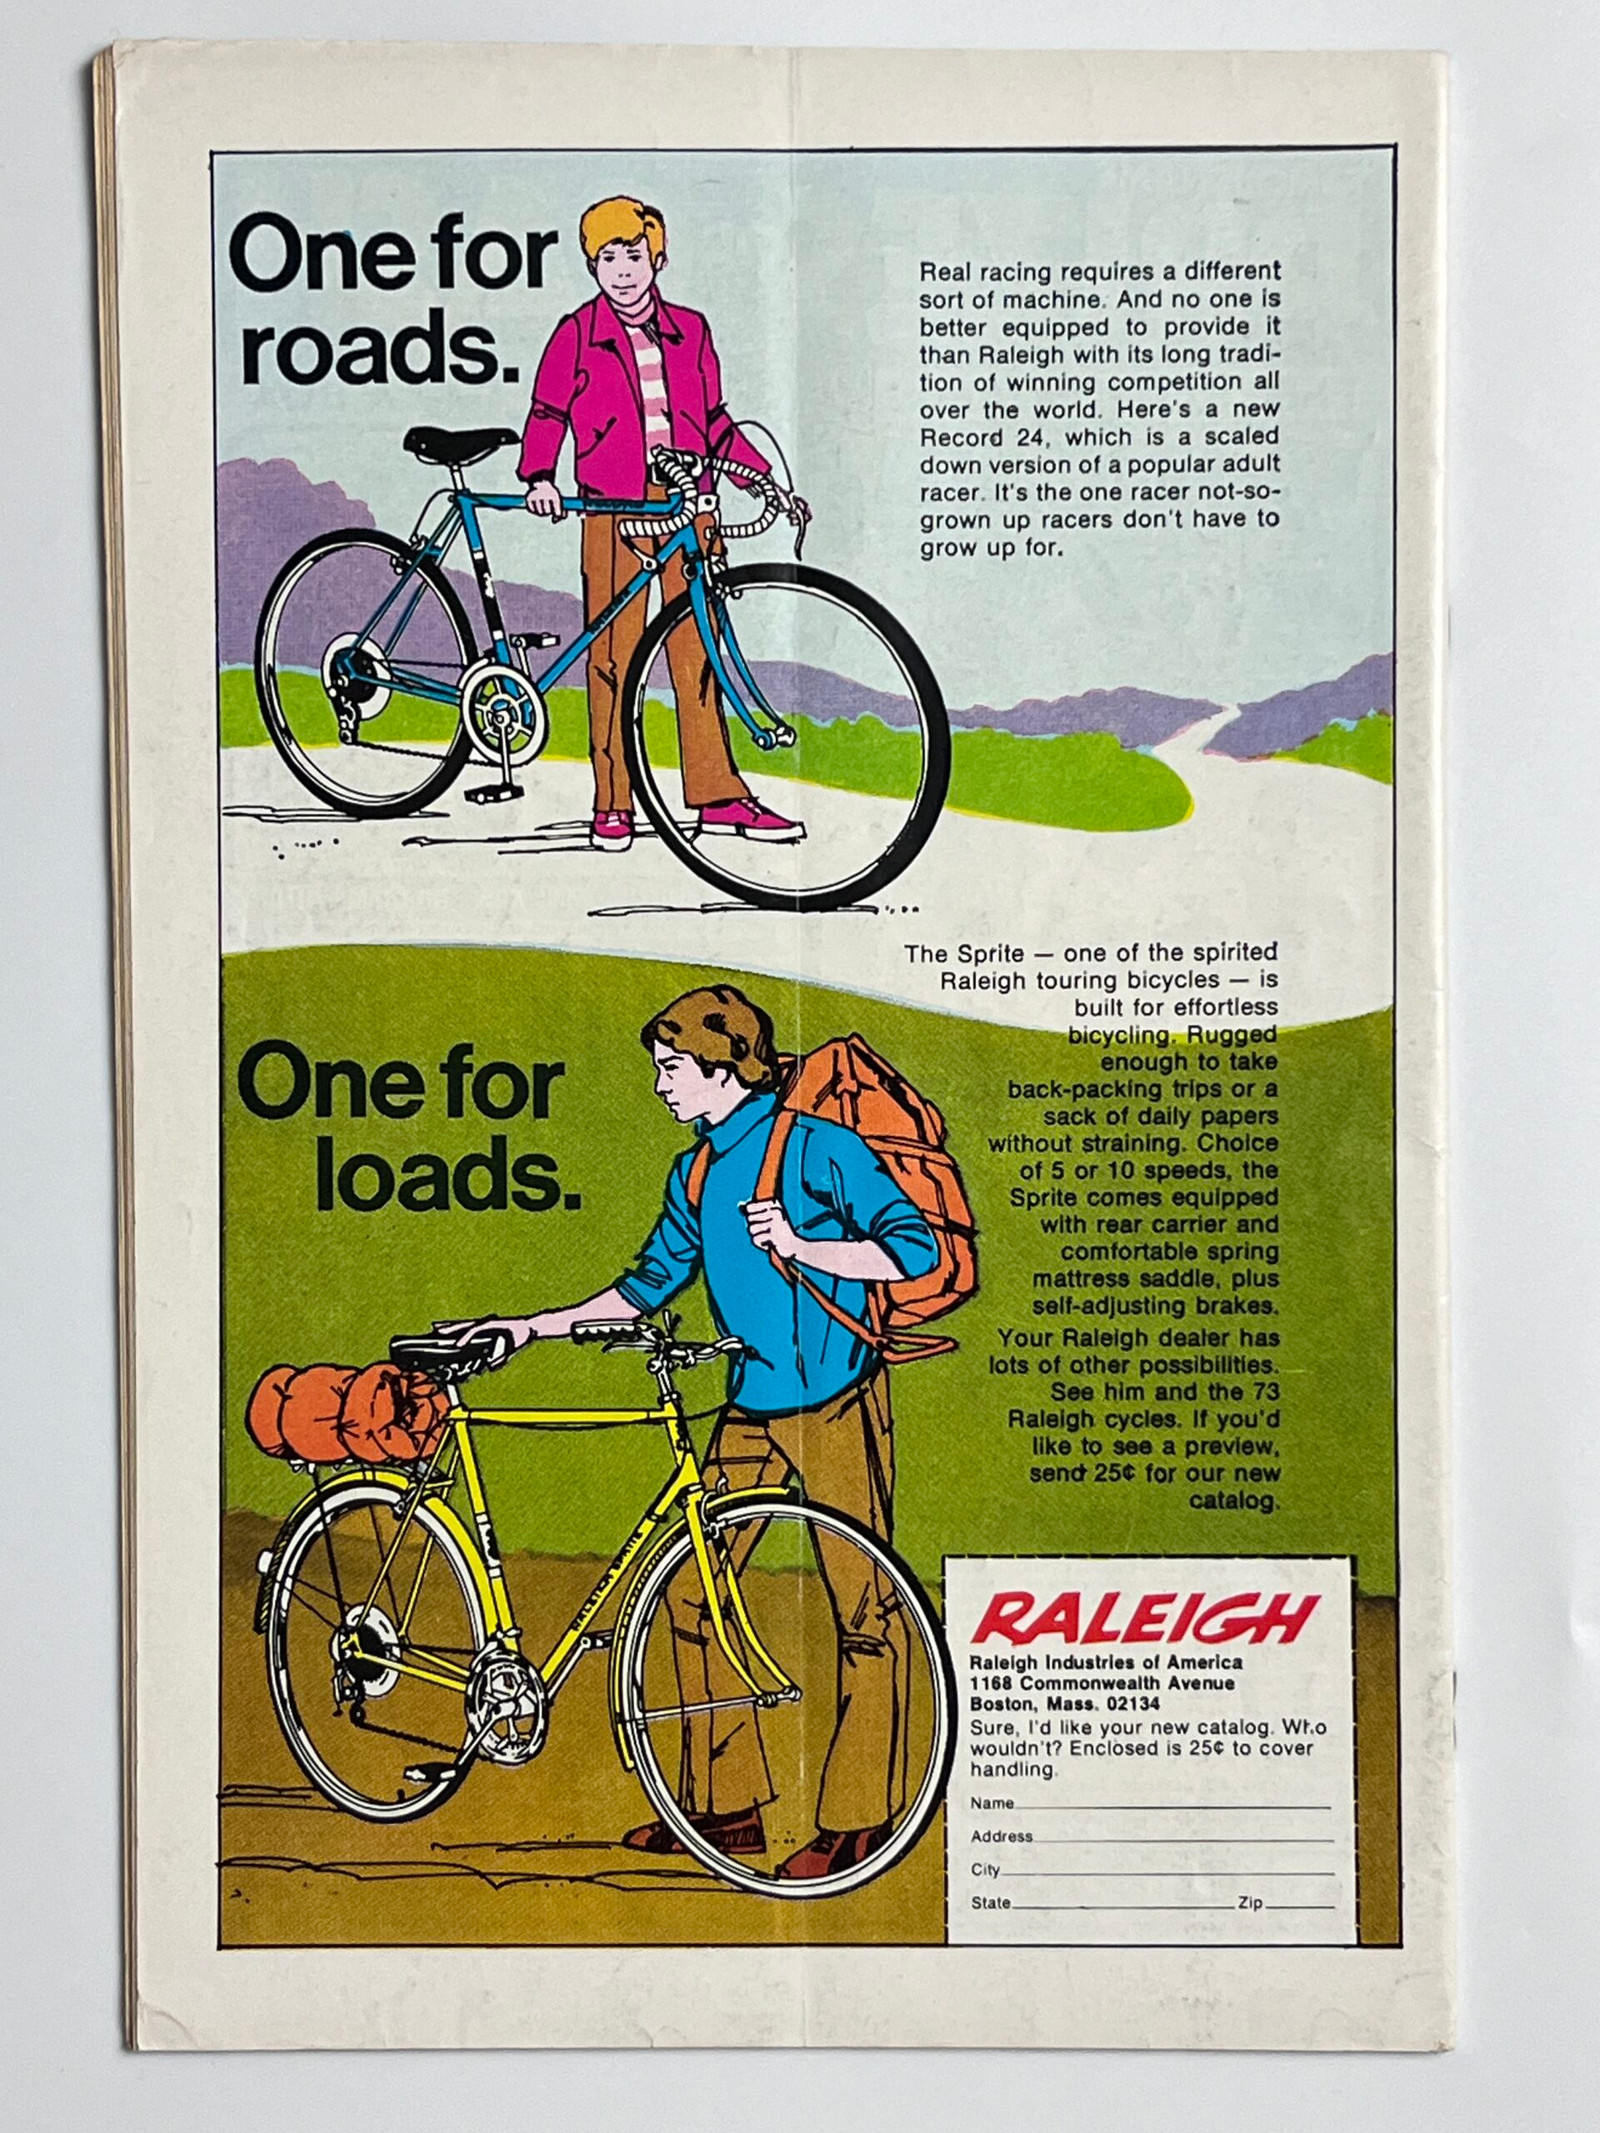 One for
roads.
Real racing requires a different
sort of machine. And no one is
better equipped to provide it
than Raleigh with its long tradi-
tion of winning competition all
over the world. Here's a new
Record 24, which is a scaled
down version of a popular adult
racer. It's the one racer not-so-
grown up racers don't have to
grow up for.
The Sprite — one of the spirited
Raleigh touring bicycles — is
built for effortless
bicycling. Rugged
enough to take
back-packing trips or a
sack of daily papers
without straining. Choice
of 5 or 10 speeds, the
Sprite comes equipped
with rear carrier and
comfortable spring
mattress saddle, plus
self-adjusting brakes.
Your Raleigh dealer has
lots of other possibilities.
See him and the 73
Raleigh cycles. If you'd
like to see a preview,
send 25¢ for our new
catalog.
One for
loads.
RALEIGH SPRITE
RALEIGH
Raleigh Industries of America
1168 Commonwealth Avenue
Boston, Mass. 02134
Sure, I'd like your new catalog. Who
wouldn't? Enclosed is 25¢ to cover
handling.
Name
Address
City
State Zip